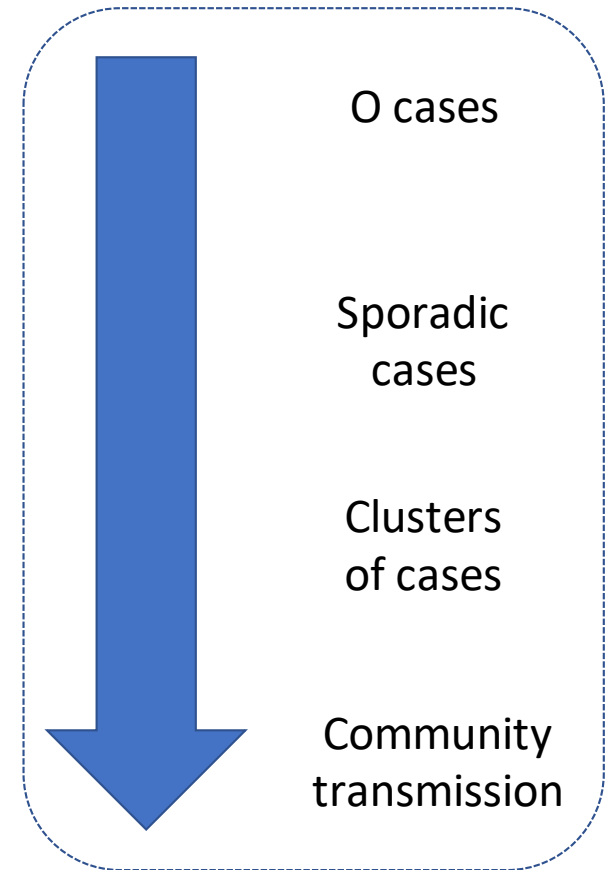 O cases
Sporadic
cases
Clusters
of cases
Community
transmission